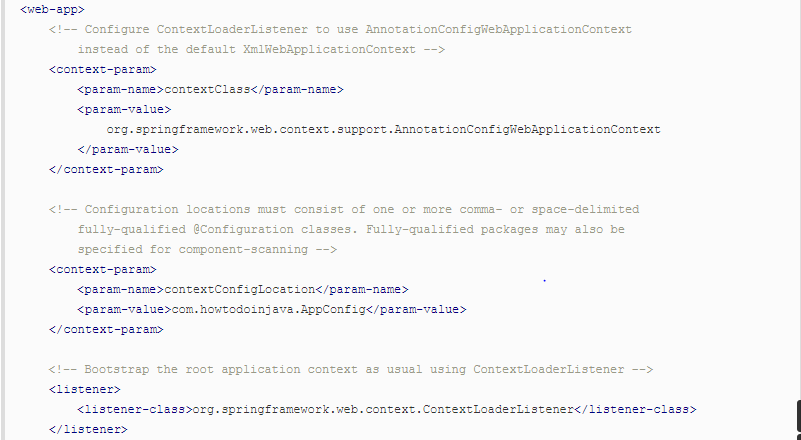 <web-app>
<!-- Configure ContextLoaderListener to use AnnotationConfigWebApplicationContext
instead of the default XmlWebApplicationContext -->
<context-param>
<param-name>contextClass</param-name>
<param-value>
org.springframework.web.context.support.AnnotationConfigWebApplicationContext
</param-value>
</context-param>
<!-- Configuration locations must consist of one or more comma- or space-delimited
fully-qualified @Configuration classes. Fully-qualified packages may also be
specified for component-scanning -->
<context-param>
<param-name>contextConfigLocation</param-name>
<param-value>com.howtodoinjava.AppConfig</param-value>
</context-param>
<!-- Bootstrap the root application context as usual using ContextLoaderListener -->
<listener>
<listener-class>org.springframework.web.context.ContextLoaderListener</listener-class>
</listener>